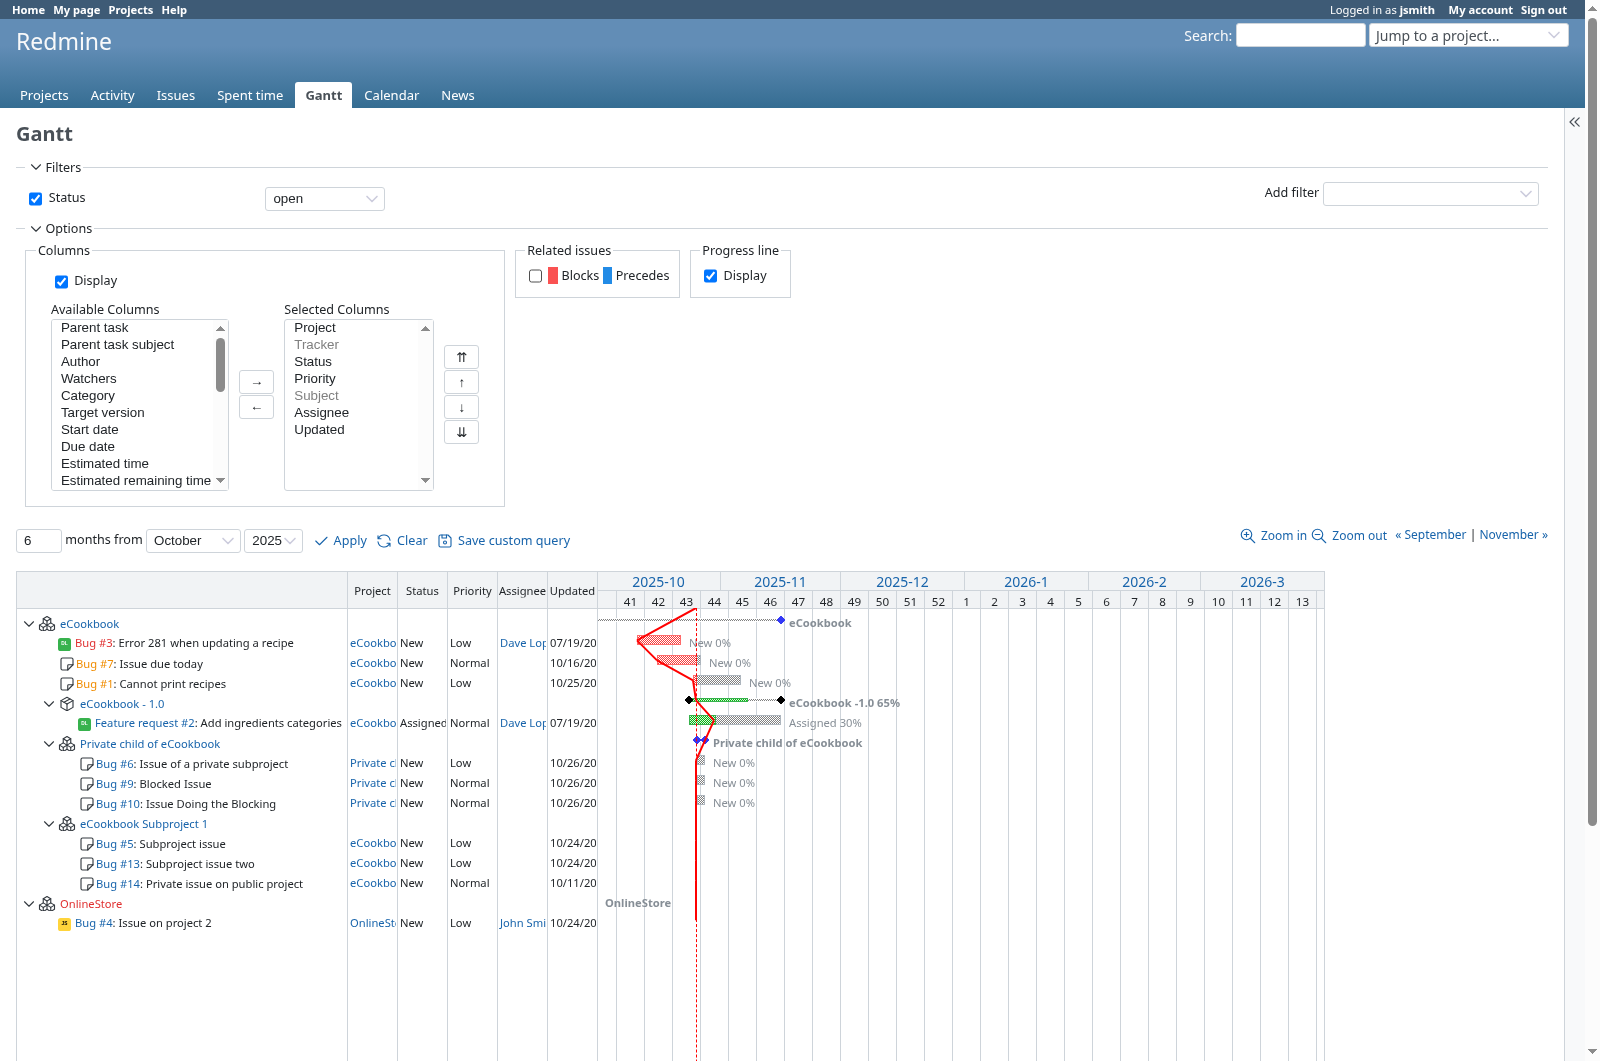 Home My page Projects Help
Logged in as jsmith My account Sign out
Redmine
Search: Jump to a project...
Projects Activity Issues Spent time Gantt Calendar News
Gantt
Filters
Status open Add filter
Options
Columns Related issues Progress line
Display Blocks Precedes Display
Available Columns Selected Columns
Parent task
Parent task subject
Author
Watchers
Category
Target version
Start date
Due date
Estimated time
Estimated remaining time
→
←
Project
Tracker
Status
Priority
Subject
Assignee
Updated
⇈
↑
↓
⇊
6 months from October 2025 Apply Clear Save custom query
Zoom in Zoom out « September | November »
Project Status Priority Assignee Updated 2025-10 2025-11 2025-12 2026-1 2026-2 2026-3
41 42 43 44 45 46 47 48 49 50 51 52 1 2 3 4 5 6 7 8 9 10 11 12 13
eCookbook eCookbook
Bug #3: Error 281 when updating a recipe eCookbo New Low Dave Lop 07/19/20 New 0%
Bug #7: Issue due today eCookbo New Normal 10/16/20 New 0%
Bug #1: Cannot print recipes eCookbo New Low 10/25/20 New 0%
eCookbook - 1.0 eCookbook -1.0 65%
DL Feature request #2: Add ingredients categories eCookbo Assigned Normal Dave Lop 07/19/20 Assigned 30%
Private child of eCookbook Private child of eCookbook
Bug #6: Issue of a private subproject Private cl New Low 10/26/20 New 0%
Bug #9: Blocked Issue Private cl New Normal 10/26/20 New 0%
Bug #10: Issue Doing the Blocking Private cl New Normal 10/26/20 New 0%
eCookbook Subproject 1
Bug #5: Subproject issue eCookbo New Low 10/24/20
Bug #13: Subproject issue two eCookbo New Low 10/24/20
Bug #14: Private issue on public project eCookbo New Normal 10/11/20
OnlineStore OnlineStore
JS Bug #4: Issue on project 2 OnlineSt New Low John Smi 10/24/20